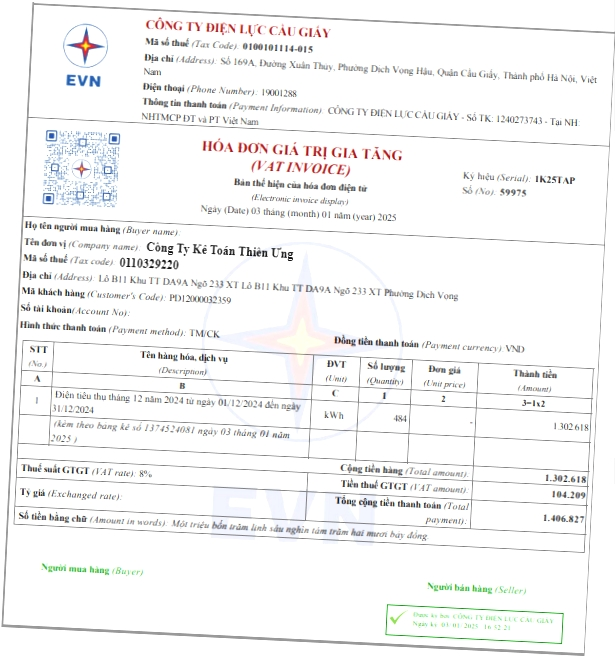 CÔNG TY ĐIỆN LỰC CẦU GIẤY
Mã số thuế (Tax Code): 0100101114-015
Địa chỉ (Address): Số 169A, Đường Xuân Thủy, Phường Dịch Vọng Hậu, Quận Cầu Giấy, Thành phố Hà Nội, Việt
Nam
Điện thoại (Phone Number): 19001288
Thông tin thanh toán (Payment Information) CÔNG TY ĐIỆN LỰC CẦU GIẤY - Số TK: 1240273743 - Tại NH
NHTMCP ĐT và PT Việt Nam
EVN
HÓA ĐƠN GIÁ TRỊ GIA TĂNG
(VAT INVOICE)
Bản thể hiện của hóa đơn điện tử
(Electronic invoice display)
Ngày (Date) 03 tháng (month) 01 năm (year) 2025
Ký hiệu (Serial): 1K25TAP
Số (No): 59975
Họ tên người mua hàng (Buyer name):
Tên đơn vị (Company name): Công Ty Kế Toán Thiên Ưng
Mã số thuế (Tax code): 0110329220
Địa chỉ (Address): Lô B11 Khu TT DA9A Ngõ 233 XT Lô B11 Khu TT DA9A Ngõ 233 XT Phường Dịch Vọng
Mã khách hàng (Customer's Code): PD12000032359
Số tài khoản(Account No):
Hình thức thanh toán (Payment method): TM/CK
Đồng tiền thanh toán (Payment currency): VND
STT (No.) Tên hàng hóa, dịch vụ (Description) ĐVT (Unit) Số lượng (Quantity) Đơn giá (Unit price) Thành tiền (Amount)
A B C 1 2 3=1x2
1 Điện tiêu thụ tháng 12 năm 2024 từ ngày 01/12/2024 đến ngày
31/12/2024 kWh 484 - 1.302.618
(kèm theo bảng kê số 1374524081 ngày 03 tháng 01 năm
2025 )
Cộng tiền hàng (Total amount): 1.302.618
Thuế suất GTGT (VAT rate): 8% Tiền thuế GTGT (VAT amount): 104.209
Tỷ giá (Exchanged rate): Tổng cộng tiền thanh toán (Total
payment): 1.406.827
Số tiền bằng chữ (Amount in words): Một triệu bốn trăm linh sáu nghìn tám trăm hai mươi bảy đồng.
EVN
Người mua hàng (Buyer)
Người bán hàng (Seller)
Được ký bởi: CÔNG TY ĐIỆN LỰC CẦU GIẤY
Ngày ký: 03/01/2025 16:32:21